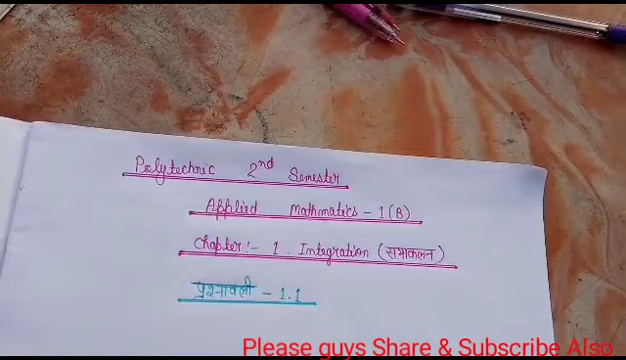 Polytechnic 2nd Semester
Applied Mathmatics - 1(B)
Chapter :- 1 . Integration (समाकलन)
प्रश्नावली - 1.1
Please guys Share & Subscribe Also